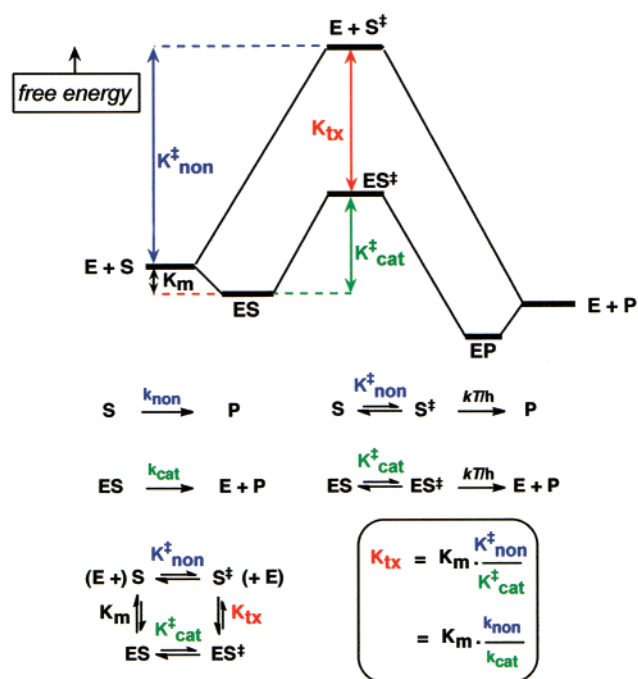 E + S‡
free energy
K‡non
Ktx
ES‡
K‡cat
E + S
Km
ES
EP
E + P
S knon P
S K‡non S‡ kT/h P
ES kcat E + P
ES K‡cat ES‡ kT/h E + P
(E +) S K‡non S‡ (+ E)
Km Ktx
ES K‡cat ES‡
Ktx = Km · K‡non / K‡cat
= Km · knon / kcat